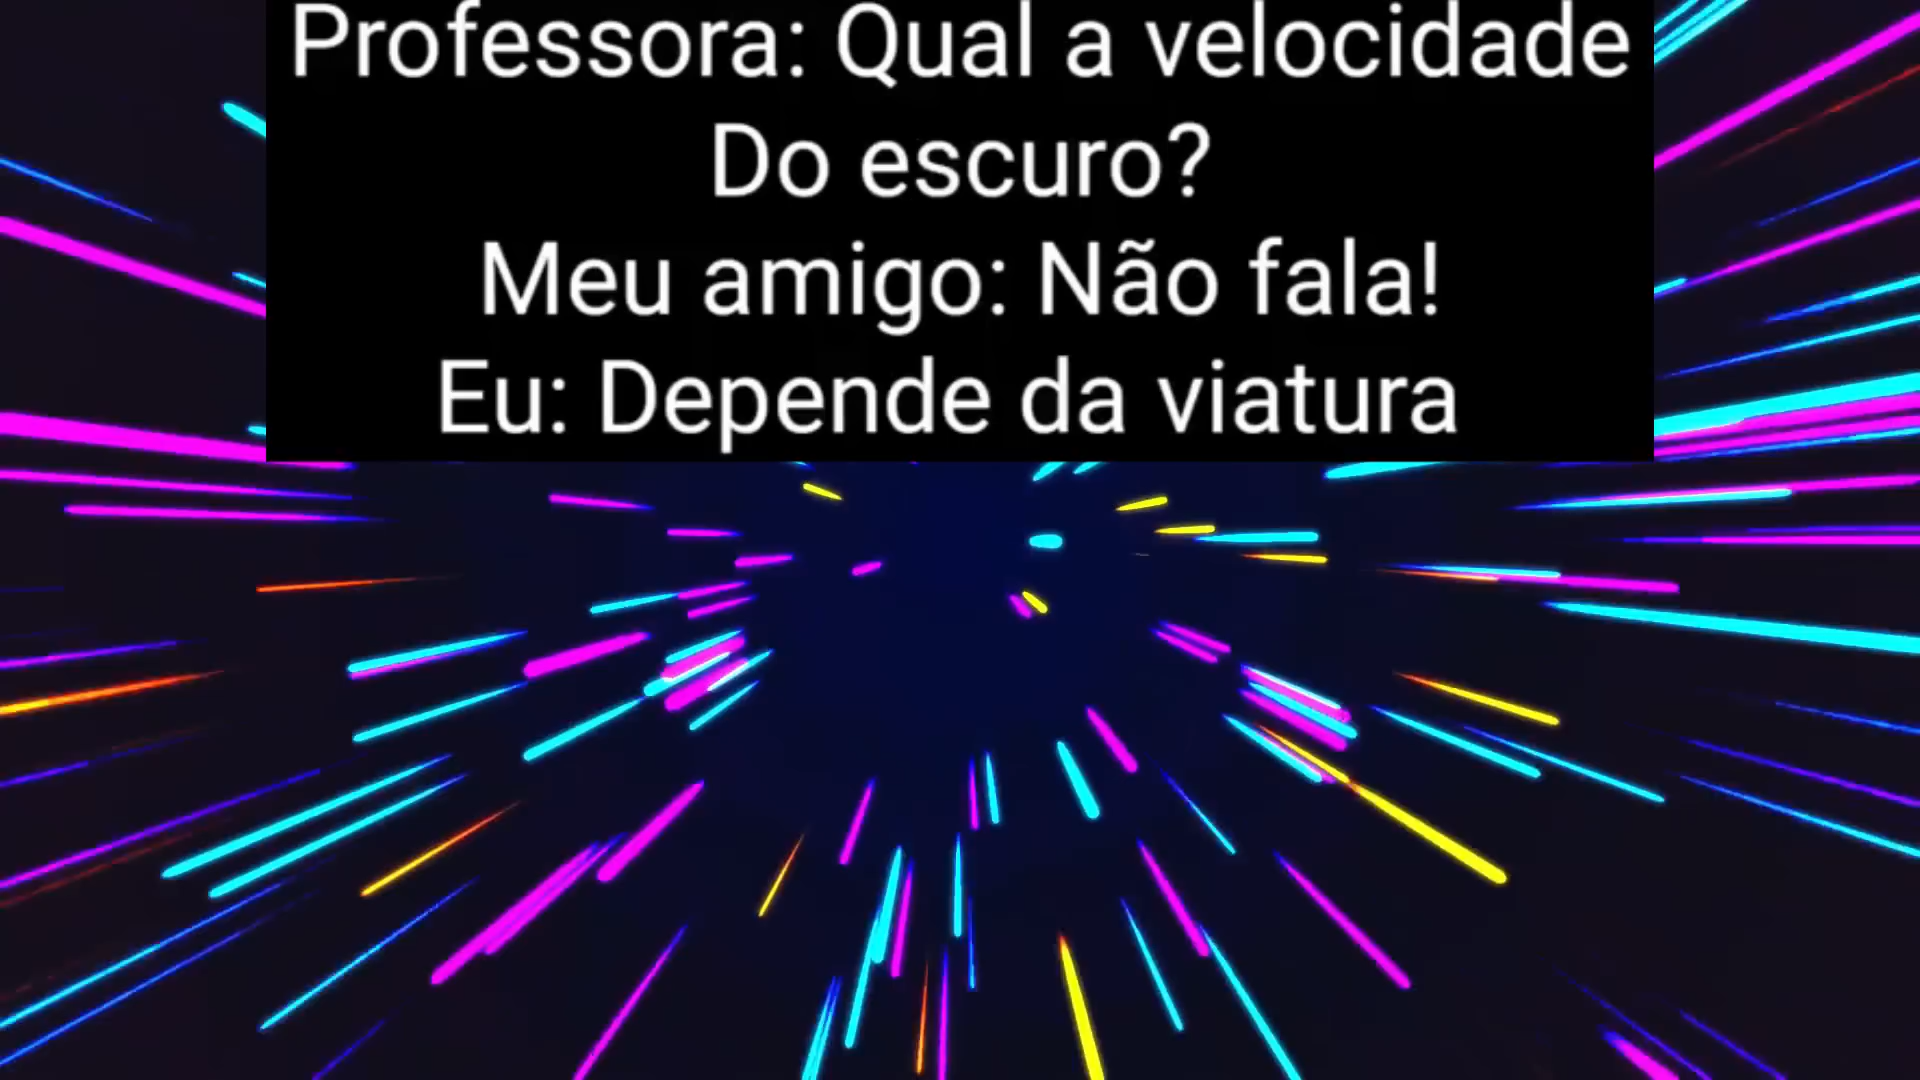 Professora: Qual a velocidade
Do escuro?
Meu amigo: Não fala!
Eu: Depende da viatura